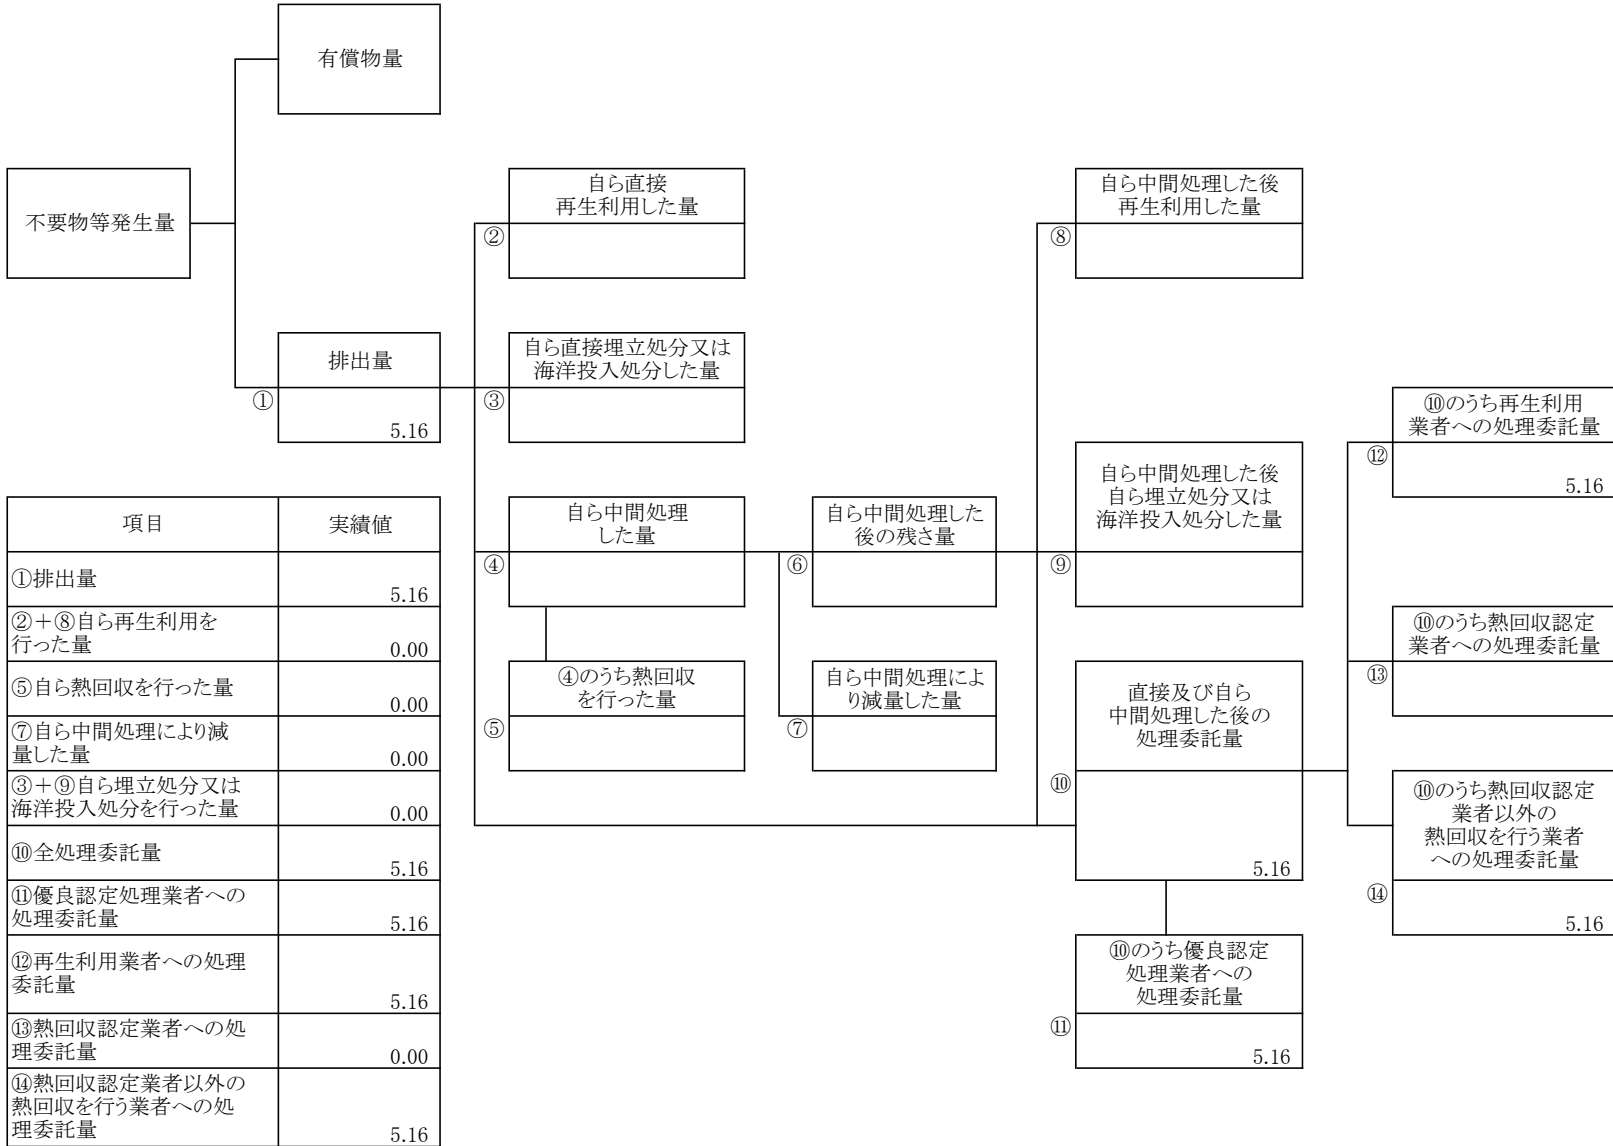 有償物量
不要物等発生量
自ら直接
再生利用した量
②
自ら中間処理した後
再生利用した量
⑧
排出量
①
5.16
自ら直接埋立処分又は
海洋投入処分した量
③
⑩のうち再生利用
業者への処理委託量
⑫
5.16
自ら中間処理
した量
④
自ら中間処理した
後の残さ量
⑥
自ら中間処理した後
自ら埋立処分又は
海洋投入処分した量
⑨
⑩のうち熱回収認定
業者への処理委託量
⑬
④のうち熱回収
を行った量
⑤
自ら中間処理によ
り減量した量
⑦
直接及び自ら
中間処理した後の
処理委託量
⑩
5.16
⑩のうち熱回収認定
業者以外の
熱回収を行う業者
への処理委託量
⑭
5.16
⑩のうち優良認定
処理業者への
処理委託量
⑪
5.16
項目 実績値
①排出量
5.16
②＋⑧自ら再生利用を
行った量
0.00
⑤自ら熱回収を行った量
0.00
⑦自ら中間処理により減
量した量
0.00
③＋⑨自ら埋立処分又は
海洋投入処分を行った量
0.00
⑩全処理委託量
5.16
⑪優良認定処理業者への
処理委託量
5.16
⑫再生利用業者への処理
委託量
5.16
⑬熱回収認定業者への処
理委託量
0.00
⑭熱回収認定業者以外の
熱回収を行う業者への処
理委託量
5.16